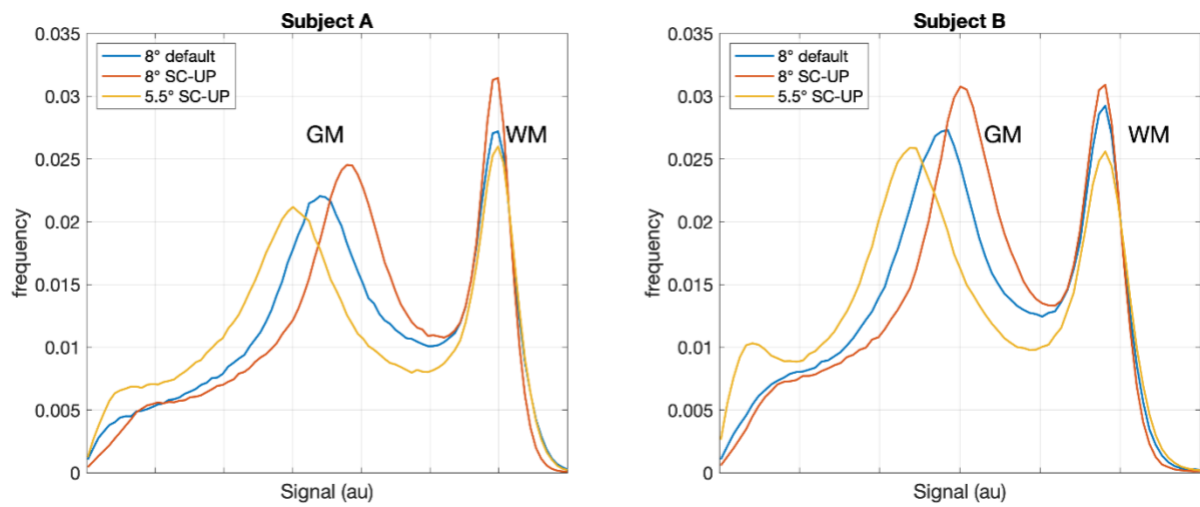 Subject A
0.035
0.03
0.025
0.02
0.015
0.01
0.005
0
frequency
Signal (au)
8° default
8° SC-UP
5.5° SC-UP
GM
WM
Subject B
0.035
0.03
0.025
0.02
0.015
0.01
0.005
0
frequency
Signal (au)
8° default
8° SC-UP
5.5° SC-UP
GM
WM